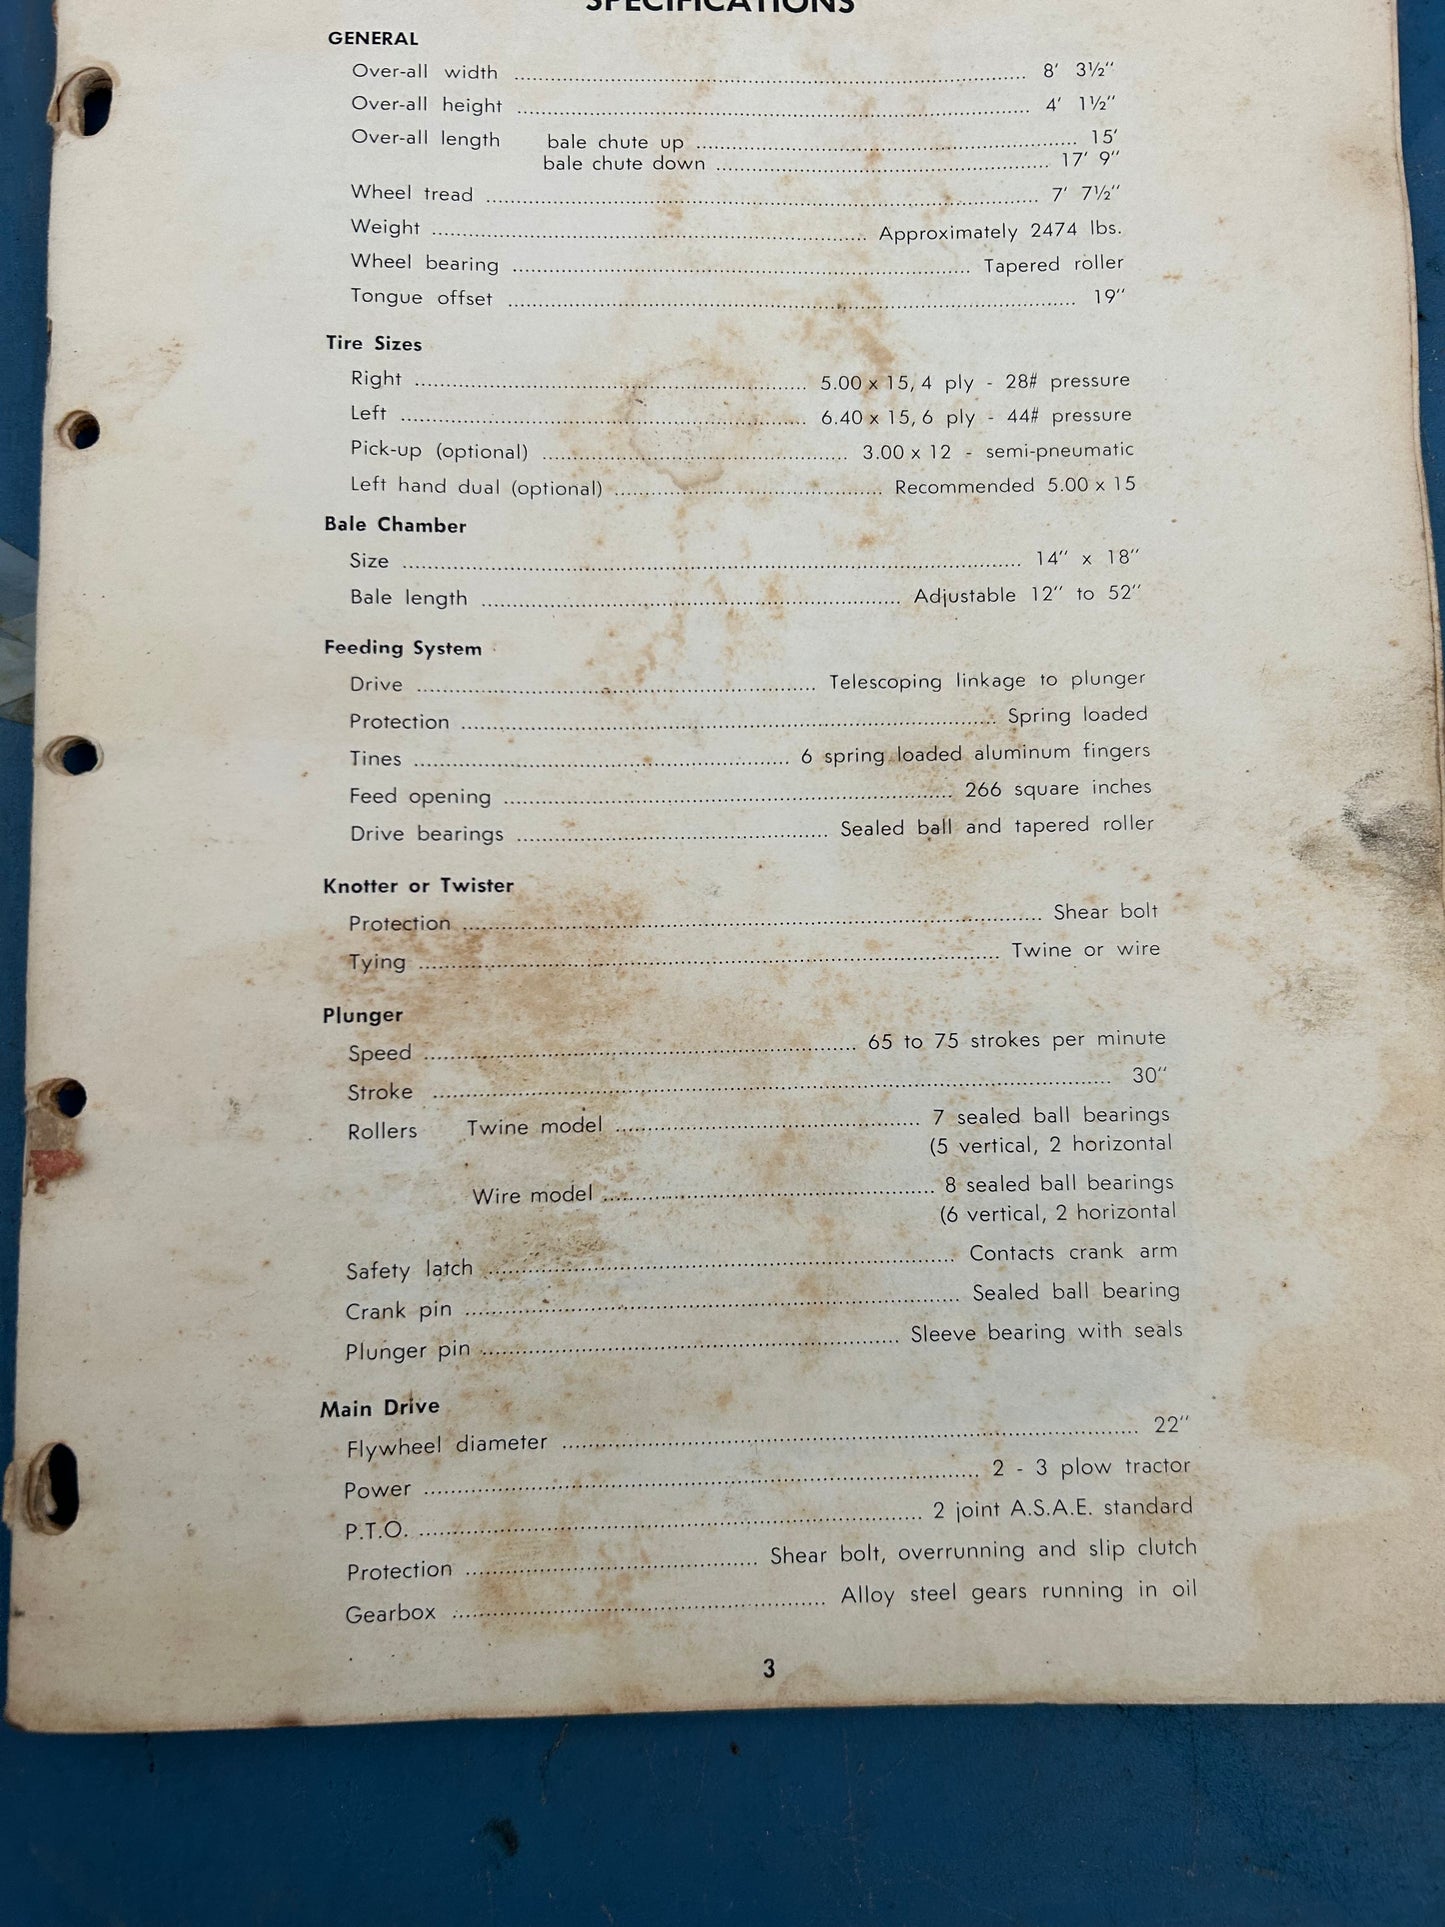 SPECIFICATIONS
GENERAL
Over-all width ........ 8' 3½"
Over-all height ........ 4' 1½"
Over-all length bale chute up ........ 15'
bale chute down ........ 17' 9"
Wheel tread ........ 7' 7½"
Weight ........ Approximately 2474 lbs.
Wheel bearing ........ Tapered roller
Tongue offset ........ 19"
Tire Sizes
Right ........ 5.00 x 15, 4 ply - 28# pressure
Left ........ 6.40 x 15, 6 ply - 44# pressure
Pick-up (optional) ........ 3.00 x 12 - semi-pneumatic
Left hand dual (optional) ........ Recommended 5.00 x 15
Bale Chamber
Size ........ 14" x 18"
Bale length ........ Adjustable 12" to 52"
Feeding System
Drive ........ Telescoping linkage to plunger
Protection ........ Spring loaded
Tines ........ 6 spring loaded aluminum fingers
Feed opening ........ 266 square inches
Drive bearings ........ Sealed ball and tapered roller
Knotter or Twister
Protection ........ Shear bolt
Tying ........ Twine or wire
Plunger
Speed ........ 65 to 75 strokes per minute
Stroke ........ 30"
Rollers Twine model ........ 7 sealed ball bearings
(5 vertical, 2 horizontal
Wire model ........ 8 sealed ball bearings
(6 vertical, 2 horizontal
Safety latch ........ Contacts crank arm
Crank pin ........ Sealed ball bearing
Plunger pin ........ Sleeve bearing with seals
Main Drive
Flywheel diameter ........ 22"
Power ........ 2 - 3 plow tractor
P.T.O. ........ 2 joint A.S.A.E. standard
Protection ........ Shear bolt, overrunning and slip clutch
Gearbox ........ Alloy steel gears running in oil
3